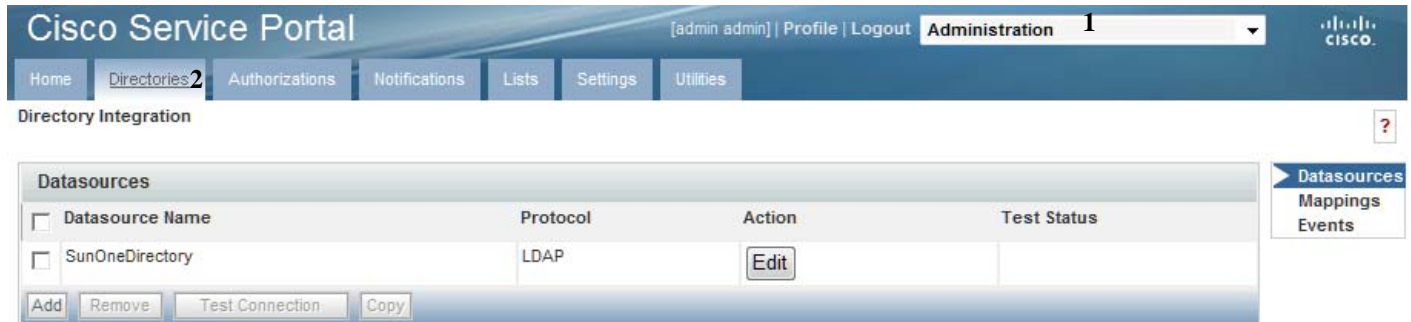 Cisco Service Portal [admin admin] | Profile | Logout Administration 1 CISCO.
Home Directories 2 Authorizations Notifications Lists Settings Utilities
Directory Integration ?
Datasources
Datasource Name Protocol Action Test Status
SunOneDirectory LDAP Edit
Add Remove Test Connection Copy
Datasources
Mappings
Events